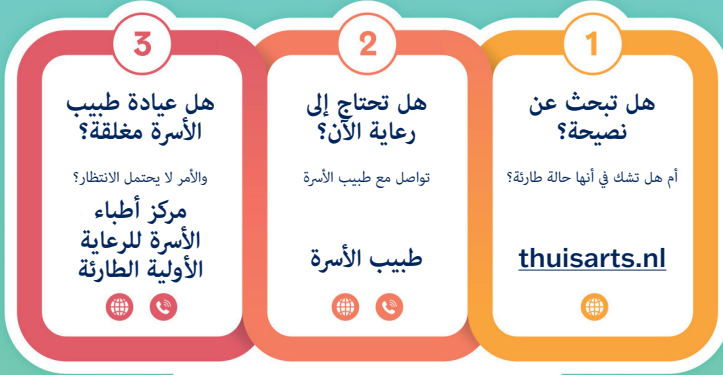 1
هل تبحث عن
نصيحة؟
أم هل تشك في أنها حالة طارئة؟
thuisarts.nl
2
هل تحتاج إلى
رعاية الآن؟
تواصل مع طبيب الأسرة
طبيب الأسرة
3
هل عيادة طبيب
الأسرة مغلقة؟
والأمر لا يحتمل الانتظار؟
مركز أطباء
الأسرة للرعاية
الأولية الطارئة